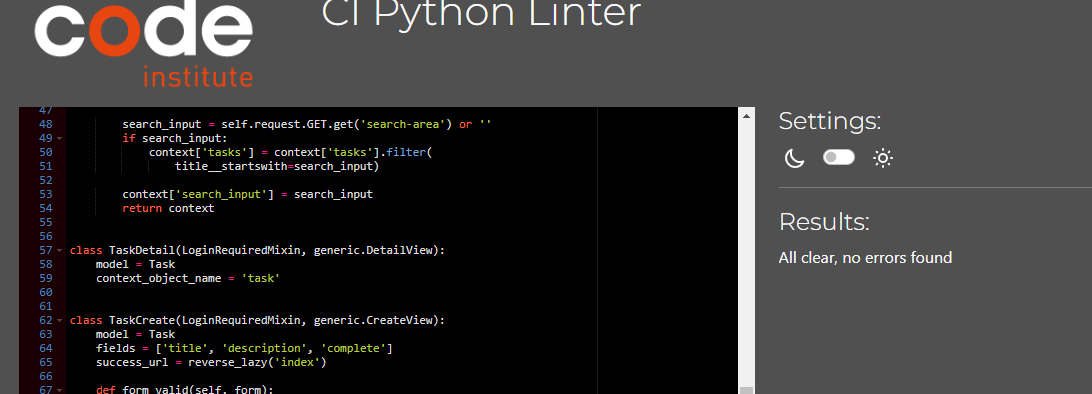 code
institute
CI Python Linter
47
48 search_input = self.request.GET.get('search-area') or ''
49 if search_input:
50 context['tasks'] = context['tasks'].filter(
51 title__startswith=search_input)
52
53 context['search_input'] = search_input
54 return context
55
56
57 class TaskDetail(LoginRequiredMixin, generic.DetailView):
58 model = Task
59 context_object_name = 'task'
60
61
62 class TaskCreate(LoginRequiredMixin, generic.CreateView):
63 model = Task
64 fields = ['title', 'description', 'complete']
65 success_url = reverse_lazy('index')
66
67 def form_valid(self, form):
Settings:
Results:
All clear, no errors found